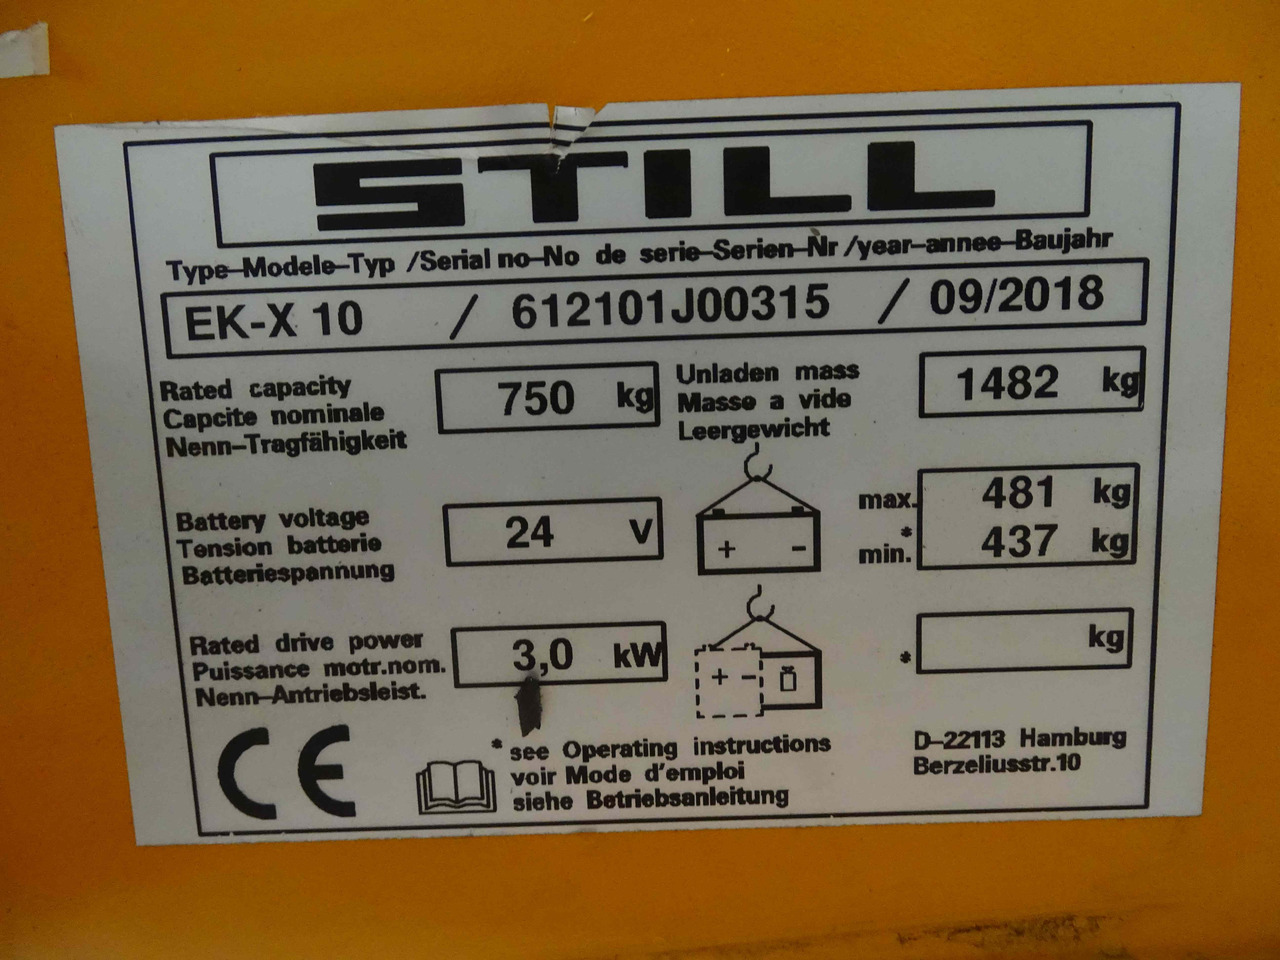 STILL
Type-Modele-Typ /Serial no-No de serie-Serien-Nr /year-annee-Baujahr
EK-X 10 / 612101J00315 / 09/2018
Rated capacity
Capcite nominale
Nenn-Tragfähigkeit
750 kg
Unladen mass
Masse a vide
Leergewicht
1482 kg
Battery voltage
Tension batterie
Batteriespannung
24 V
+ -
max. 481 kg
* min. 437 kg
Rated drive power
Puissance motr.nom.
Nenn-Antriebsleist.
3,0 kW
+ -
* kg
CE
* see Operating instructions
voir Mode d'emploi
siehe Betriebsanleitung
D-22113 Hamburg
Berzeliusstr.10